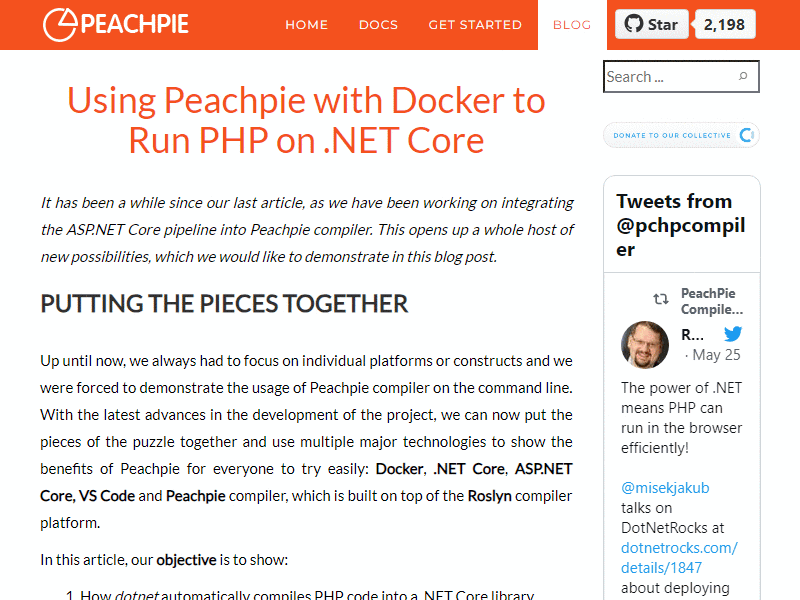 PEACHPIE
HOME
DOCS
GET STARTED
BLOG
Star
2,198
Using Peachpie with Docker to
Run PHP on .NET Core
It has been a while since our last article, as we have been working on integrating
the ASP.NET Core pipeline into Peachpie compiler. This opens up a whole host of
new possibilities, which we would like to demonstrate in this blog post.
PUTTING THE PIECES TOGETHER
Up until now, we always had to focus on individual platforms or constructs and we
were forced to demonstrate the usage of Peachpie compiler on the command line.
With the latest advances in the development of the project, we can now put the
pieces of the puzzle together and use multiple major technologies to show the
benefits of Peachpie for everyone to try easily: Docker, .NET Core, ASP.NET
Core, VS Code and Peachpie compiler, which is built on top of the Roslyn compiler
platform.
In this article, our objective is to show:
1. How dotnet automatically compiles PHP code into a .NET Core library
Search ...
DONATE TO OUR COLLECTIVE
Tweets from
@pchpcompil
er
PeachPie
Compile...
R...
· May 25
The power of .NET
means PHP can
run in the browser
efficiently!
@misekjakub
talks on
DotNetRocks at
dotnetrocks.com/
details/1847
about deploying